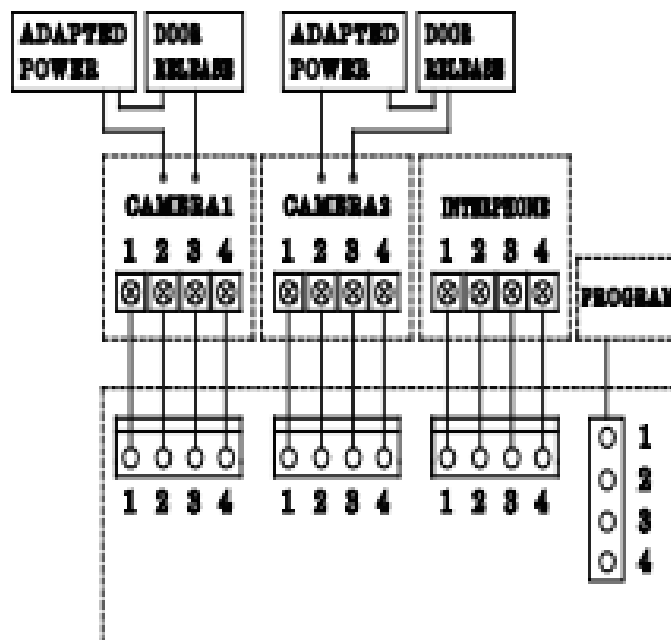 ADAPTED POWER
DOOR RELEASE
ADAPTED POWER
DOOR RELEASE
CAMERA1
CAMERA2
INTERPHONE
1 2 3 4
1 2 3 4
1 2 3 4
PROGRAM
1 2 3 4
1 2 3 4
1 2 3 4
1
2
3
4